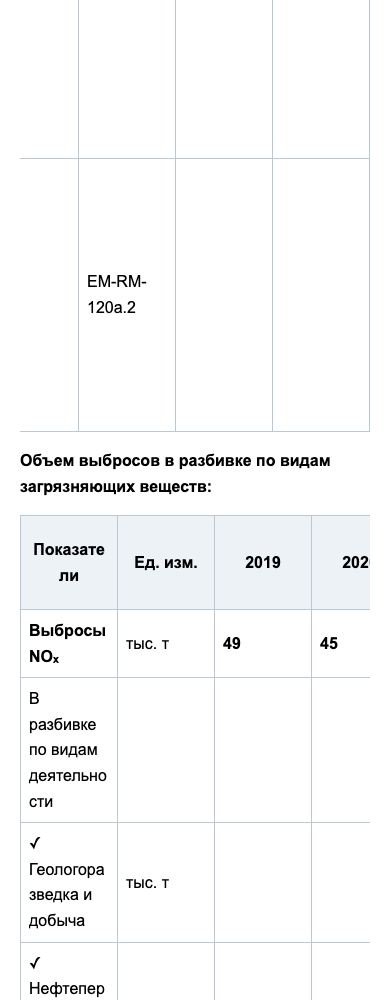 EM-RM-
120a.2
Объем выбросов в разбивке по видам
загрязняющих веществ:
Показате
ли
Ед. изм.
2019
Выбросы
NOₓ
тыс. т
49
45
В
разбивке
по видам
деятельно
сти
✓
Геологора
зведка и
добыча
тыс. т
✓
Нефтепер